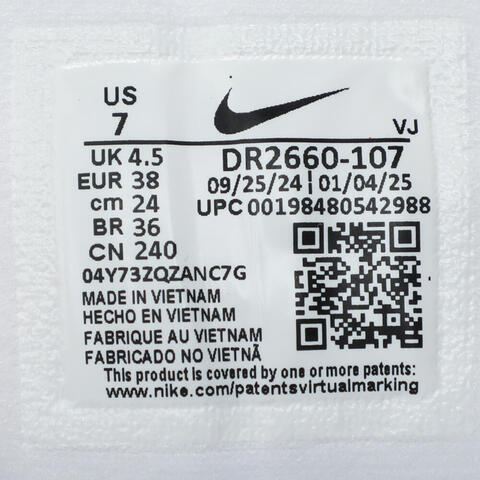 US
7
VJ
UK 4.5
EUR 38
cm 24
BR 36
CN 240
DR2660-107
09/25/24 | 01/04/25
UPC 00198480542988
04Y73ZQZANC7G
MADE IN VIETNAM
HECHO EN VIETNAM
FABRIQUE AU VIETNAM
FABRICADO NO VIETNÃ
This product is covered by one or more patents:
www.nike.com/patentsvirtualmarking